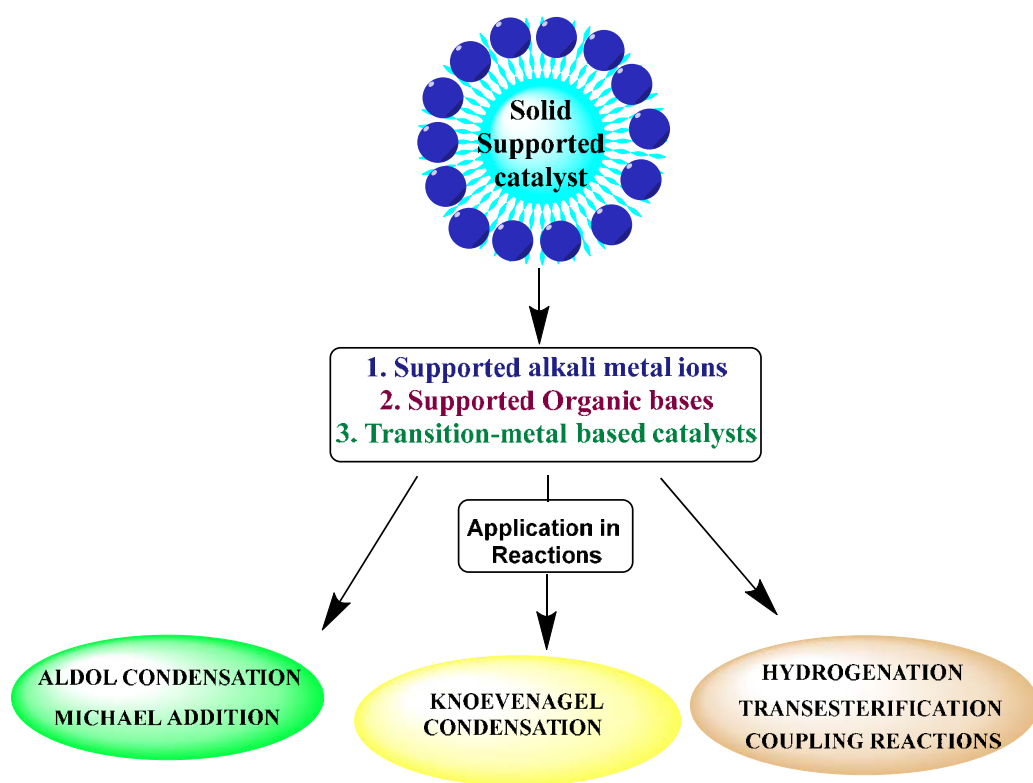 Solid
Supported
catalyst
1. Supported alkali metal ions
2. Supported Organic bases
3. Transition-metal based catalysts
Application in
Reactions
ALDOL CONDENSATION
MICHAEL ADDITION
KNOEVENAGEL
CONDENSATION
HYDROGENATION
TRANSESTERIFICATION
COUPLING REACTIONS